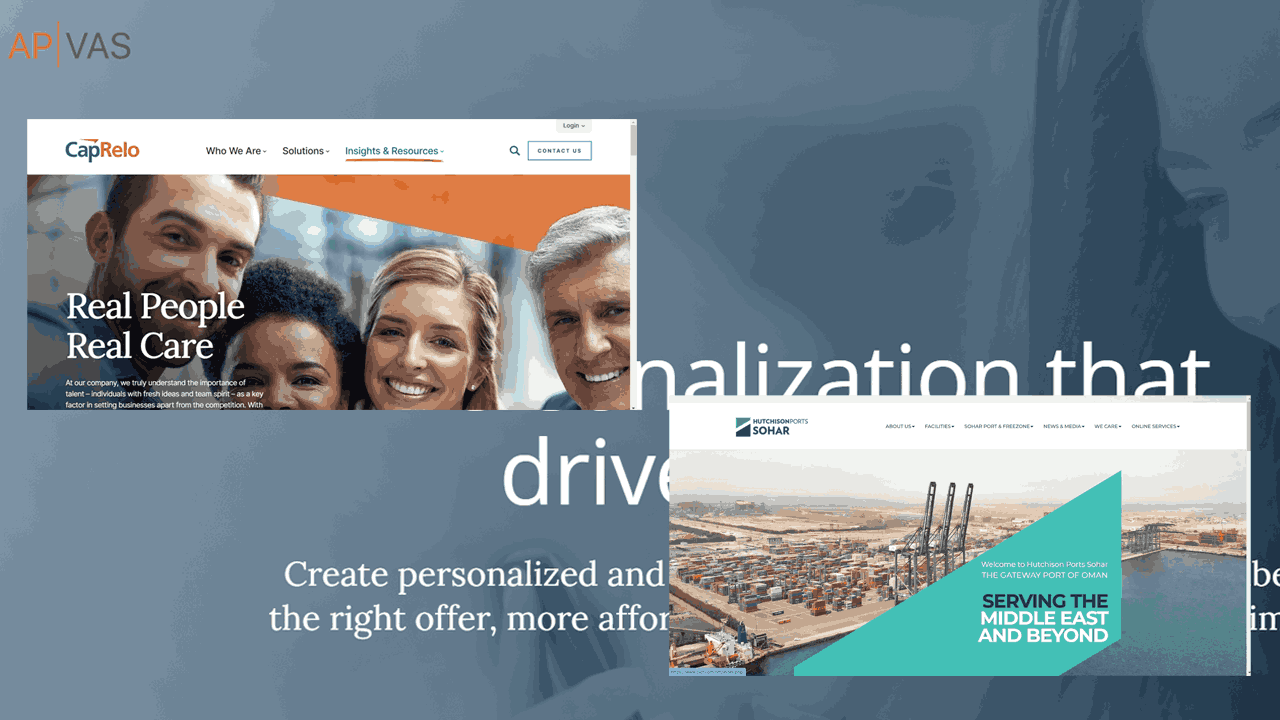 AP|VAS
Login
CapRelo
Who We Are
Solutions
Insights & Resources
CONTACT US
Real People
Real Care
At our company, we truly understand the importance of
talent – individuals with fresh ideas and team spirit – as a key
factor in setting businesses apart from the competition. With
nalization that
drive
HUTCHISONPORTS
SOHAR
ABOUT US
FACILITIES
SOHAR PORT & FREEZONE
NEWS & MEDIA
WE CARE
ONLINE SERVICES
Welcome to Hutchison Ports Sohar
THE GATEWAY PORT OF OMAN
SERVING THE
MIDDLE EAST
AND BEYOND
Create personalized and be
the right offer, more affor im